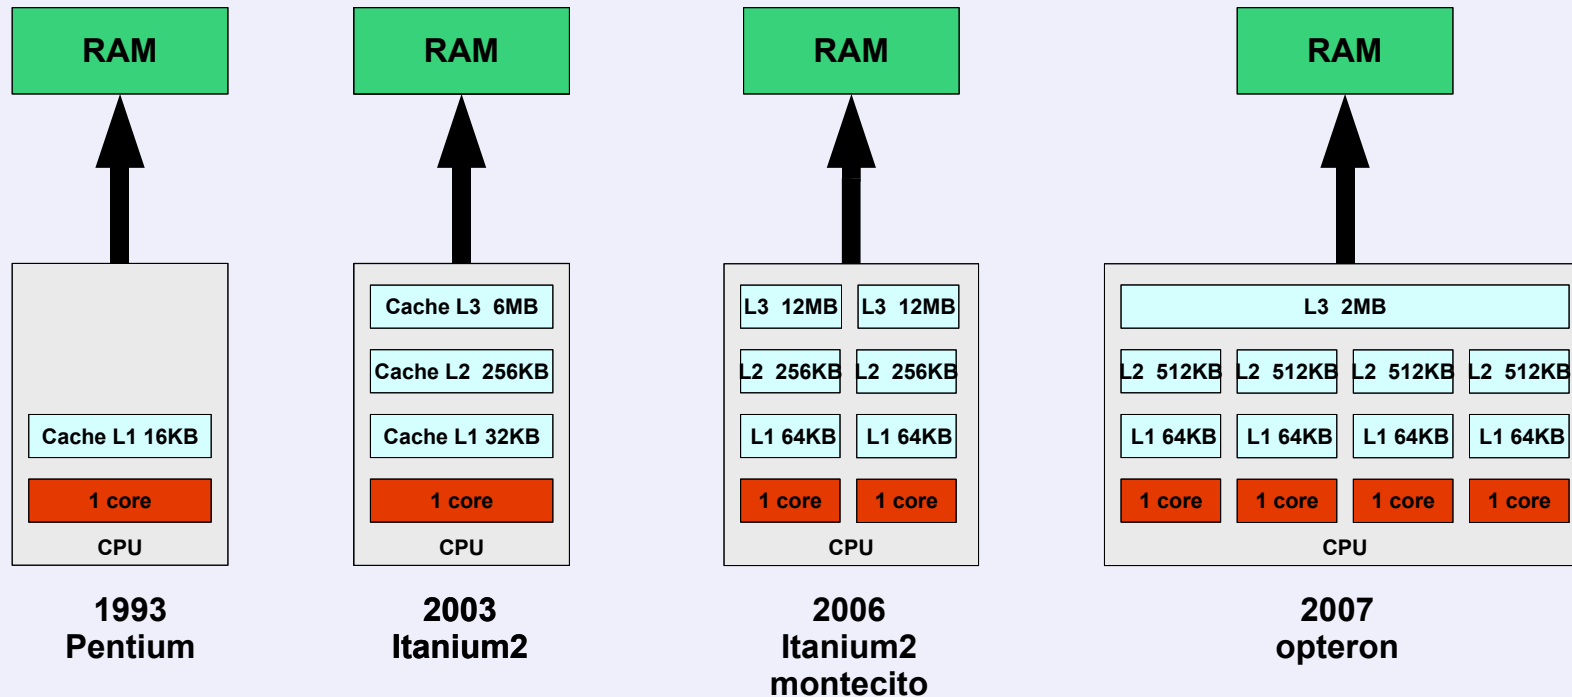 RAM
RAM
RAM
RAM
Cache L3 6MB
L3 12MB
L3 12MB
L3 2MB
Cache L2 256KB
L2 256KB
L2 256KB
L2 512KB
L2 512KB
L2 512KB
L2 512KB
Cache L1 16KB
Cache L1 32KB
L1 64KB
L1 64KB
L1 64KB
L1 64KB
L1 64KB
L1 64KB
1 core
1 core
1 core
1 core
1 core
1 core
1 core
1 core
CPU
CPU
CPU
CPU
1993
Pentium
2003
Itanium2
2006
Itanium2
montecito
2007
opteron